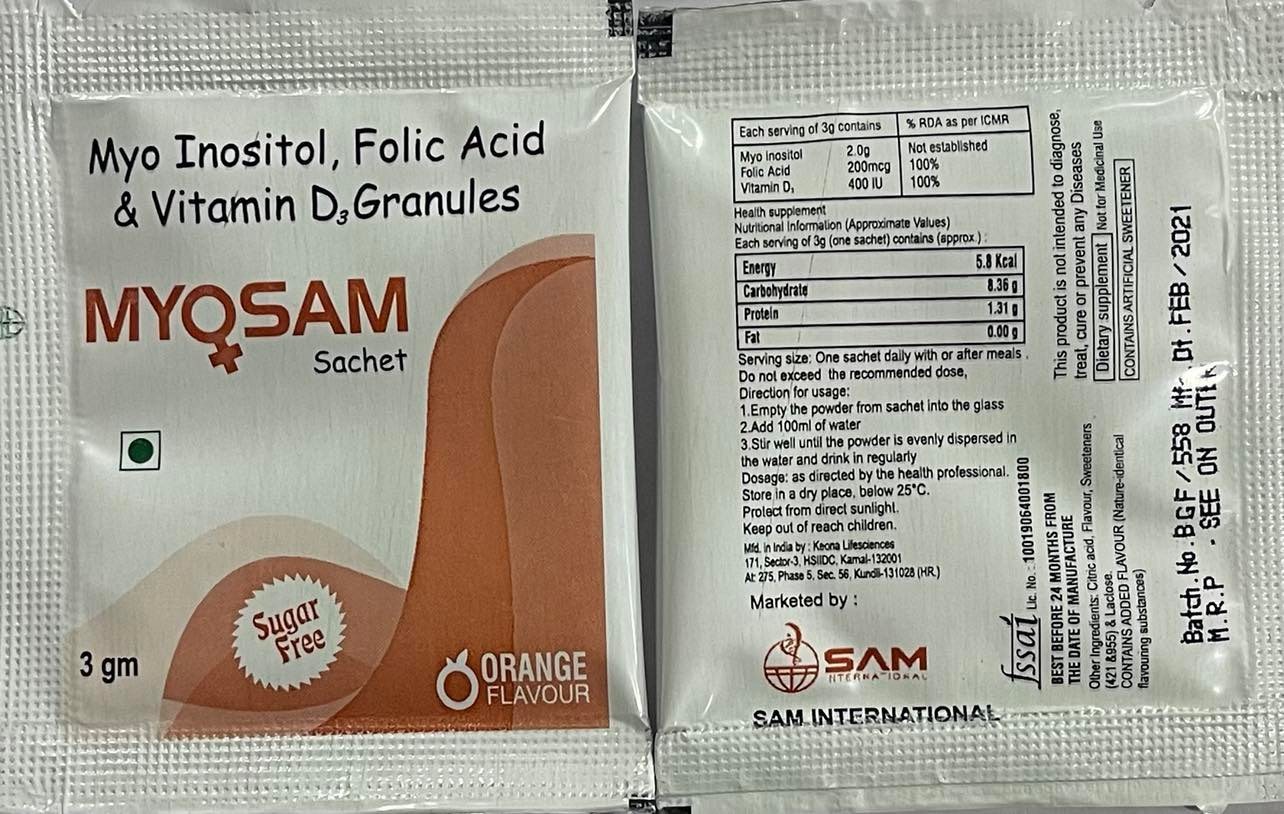 Myo Inositol, Folic Acid
& Vitamin D3 Granules
MYOSAM
Sachet
Sugar
Free
3 gm
ORANGE
FLAVOUR
Each serving of 3g contains % RDA as per ICMR
Myo inositol 2.0g Not established
Folic Acid 200mcg 100%
Vitamin D3 400 IU 100%
Health supplement
Nutritional Information (Approximate Values)
Each serving of 3g (one sachet) contains (approx.) :
Energy 5.8 Kcal
Carbohydrate 8.36 g
Protein 1.31 g
Fat 0.00 g
Serving size: One sachet daily with or after meals .
Do not exceed the recommended dose,
Direction for usage:
1.Empty the powder from sachet into the glass
2.Add 100ml of water
3.Stir well until the powder is evenly dispersed in
the water and drink in regularly
Dosage: as directed by the health professional.
Store in a dry place, below 25°C.
Protect from direct sunlight.
Keep out of reach children.
Mfd. in India by : Keona Lifesciences
171, Sector-3, HSIIDC, Karnal-132001
At: 275, Phase 5, Sec. 56, Kundli-131028 (HR.)
Marketed by :
SAM
INTERNATIONAL
SAM INTERNATIONAL
This product is not intended to diagnose,
treat, cure or prevent any Diseases
Dietary supplement Not for Medicinal Use
CONTAINS ARTIFICIAL SWEETENER
fssai Lic. No. : 10019064001800
BEST BEFORE 24 MONTHS FROM
THE DATE OF MANUFACTURE
Other Ingredients: Citric acid, Flavour, Sweeteners
(421 &955) & Lactose.
CONTAINS ADDED FLAVOUR (Nature-identical
flavouring substances)
Batch.No.BGF/558 Mf Dt.FEB/2021
M.R.P - SEE ON